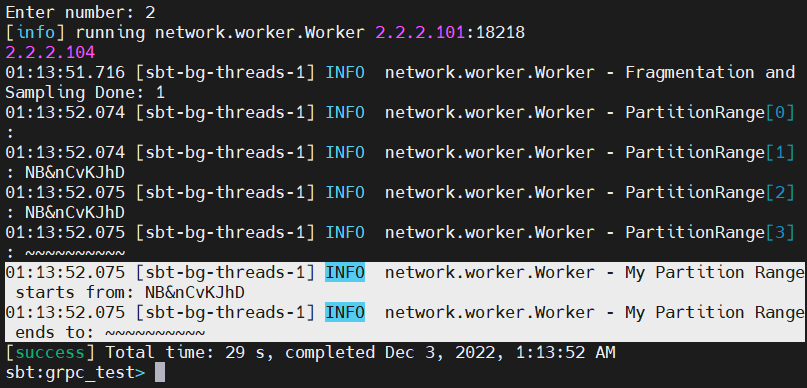 Enter number: 2
[info] running network.worker.Worker 2.2.2.101:18218
2.2.2.104
01:13:51.716 [sbt-bg-threads-1] INFO  network.worker.Worker - Fragmentation and
Sampling Done: 1
01:13:52.074 [sbt-bg-threads-1] INFO  network.worker.Worker - PartitionRange[0]
:
01:13:52.074 [sbt-bg-threads-1] INFO  network.worker.Worker - PartitionRange[1]
: NB&nCvKJhD
01:13:52.075 [sbt-bg-threads-1] INFO  network.worker.Worker - PartitionRange[2]
: NB&nCvKJhD
01:13:52.075 [sbt-bg-threads-1] INFO  network.worker.Worker - PartitionRange[3]
: ~~~~~~~~~~
01:13:52.075 [sbt-bg-threads-1] INFO  network.worker.Worker - My Partition Range
 starts from: NB&nCvKJhD
01:13:52.075 [sbt-bg-threads-1] INFO  network.worker.Worker - My Partition Range
 ends to: ~~~~~~~~~~
[success] Total time: 29 s, completed Dec 3, 2022, 1:13:52 AM
sbt:grpc_test>